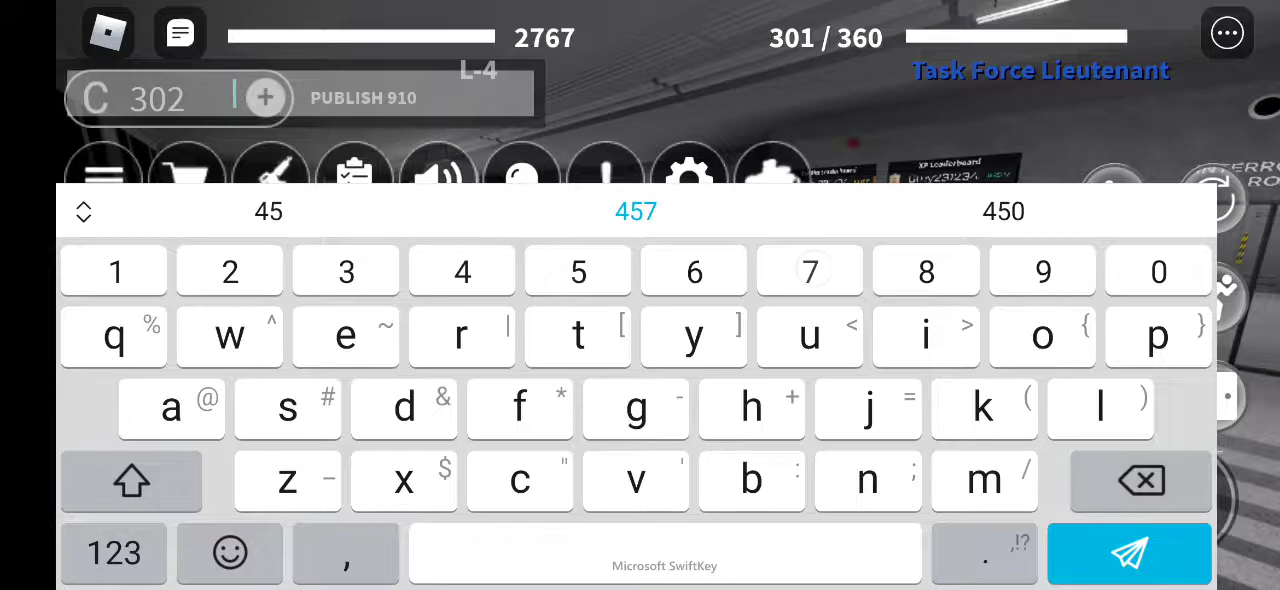 2767
301 / 360
L-4
Task Force Lieutenant
C 302
PUBLISH 910
XP Leaderboard
45 457 450
1 2 3 4 5 6 7 8 9 0
q % w ^ e ~ r | t [ y ] u < i > o { p }
a @ s # d & f * g - h + j = k ( l )
z _ x $ c " v ' b : n ; m /
123 , . ,!?
Microsoft SwiftKey